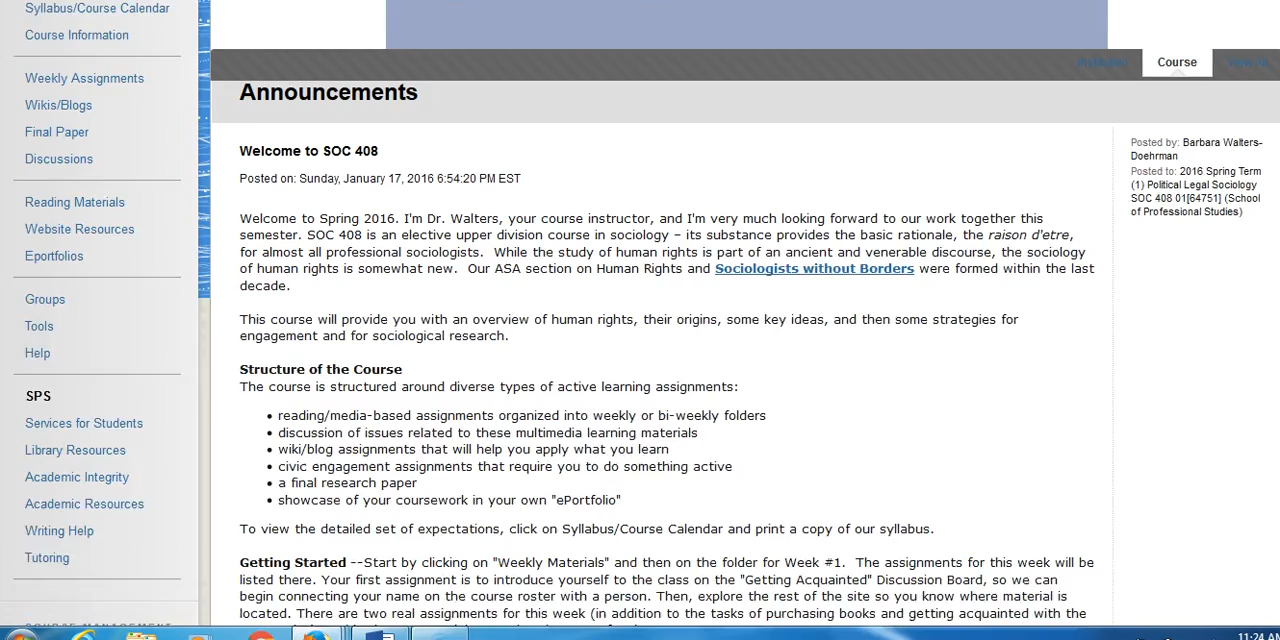 Syllabus/Course Calendar
Course Information
Weekly Assignments
Wikis/Blogs
Final Paper
Discussions
Reading Materials
Website Resources
Eportfolios
Groups
Tools
Help
SPS
Services for Students
Library Resources
Academic Integrity
Academic Resources
Writing Help
Tutoring
Course
Announcements
Welcome to SOC 408
Posted on: Sunday, January 17, 2016 6:54:20 PM EST
Welcome to Spring 2016. I'm Dr. Walters, your course instructor, and I'm very much looking forward to our work together this
semester. SOC 408 is an elective upper division course in sociology – its substance provides the basic rationale, the raison d'etre,
for almost all professional sociologists.  While the study of human rights is part of an ancient and venerable discourse, the sociology
of human rights is somewhat new.  Our ASA section on Human Rights and Sociologists without Borders were formed within the last
decade.
This course will provide you with an overview of human rights, their origins, some key ideas, and then some strategies for
engagement and for sociological research.
Structure of the Course
The course is structured around diverse types of active learning assignments:
• reading/media-based assignments organized into weekly or bi-weekly folders
• discussion of issues related to these multimedia learning materials
• wiki/blog assignments that will help you apply what you learn
• civic engagement assignments that require you to do something active
• a final research paper
• showcase of your coursework in your own "ePortfolio"
To view the detailed set of expectations, click on Syllabus/Course Calendar and print a copy of our syllabus.
Getting Started --Start by clicking on "Weekly Materials" and then on the folder for Week #1.  The assignments for this week will be
listed there. Your first assignment is to introduce yourself to the class on the "Getting Acquainted" Discussion Board, so we can
begin connecting your name on the course roster with a person. Then, explore the rest of the site so you know where material is
located. There are two real assignments for this week (in addition to the tasks of purchasing books and getting acquainted with the
Posted by: Barbara Walters-
Doehrman
Posted to: 2016 Spring Term
(1) Political Legal Sociology
SOC 408 01[64751] (School
of Professional Studies)
11:24 AM